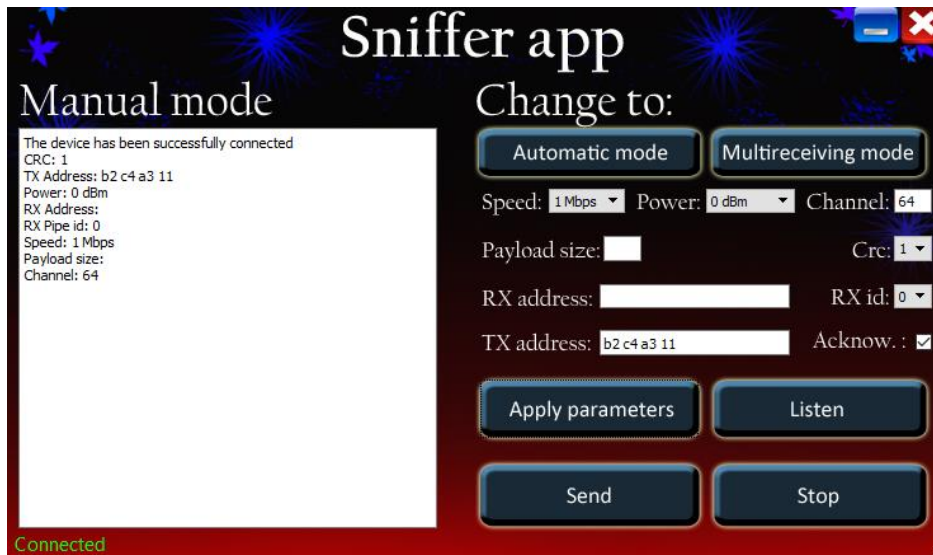 Sniffer app
Manual mode
The device has been successfully connected
CRC: 1
TX Address: b2 c4 a3 11
Power: 0 dBm
RX Address:
RX Pipe id: 0
Speed: 1 Mbps
Payload size:
Channel: 64
Connected
Change to:
Automatic mode Multireceiving mode
Speed: 1 Mbps Power: 0 dBm Channel: 64
Payload size: Crc: 1
RX address: RX id: 0
TX address: b2 c4 a3 11 Acknow. :
Apply parameters Listen
Send Stop